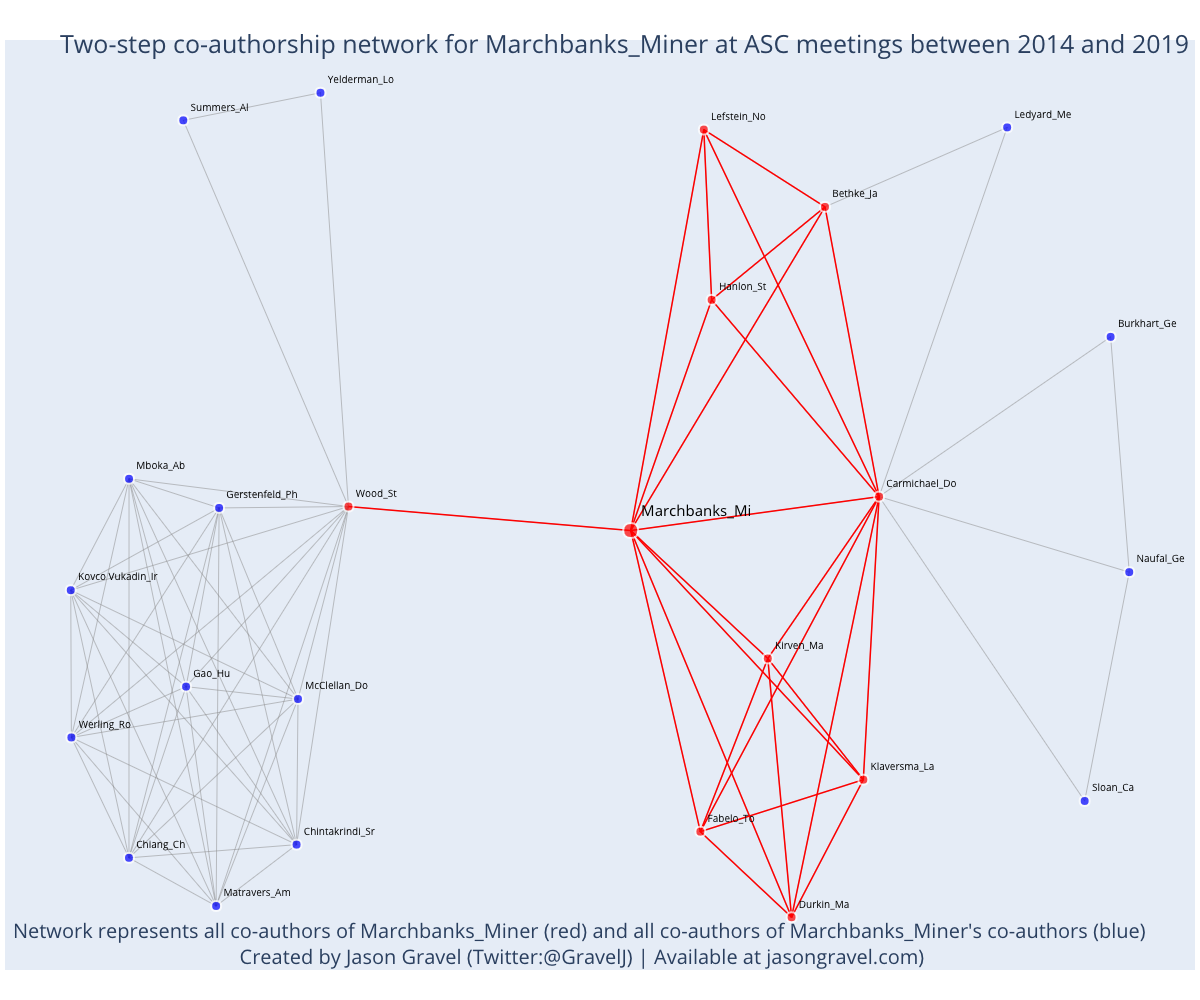 Two-step co-authorship network for Marchbanks_Miner at ASC meetings between 2014 and 2019
Yelderman_Lo
Summers_Al
Lefstein_No
Ledyard_Me
Bethke_Ja
Hanlon_St
Burkhart_Ge
Mboka_Ab
Gerstenfeld_Ph
Wood_St
Carmichael_Do
Marchbanks_Mi
Naufal_Ge
Kovco Vukadin_Ir
Kirven_Ma
Gao_Hu
McClellan_Do
Werling_Ro
Klaversma_La
Sloan_Ca
Fabelo_To
Chintakrindi_Sr
Chiang_Ch
Matravers_Am
Durkin_Ma
Network represents all co-authors of Marchbanks_Miner (red) and all co-authors of Marchbanks_Miner's co-authors (blue)
Created by Jason Gravel (Twitter:@GravelJ) | Available at jasongravel.com)